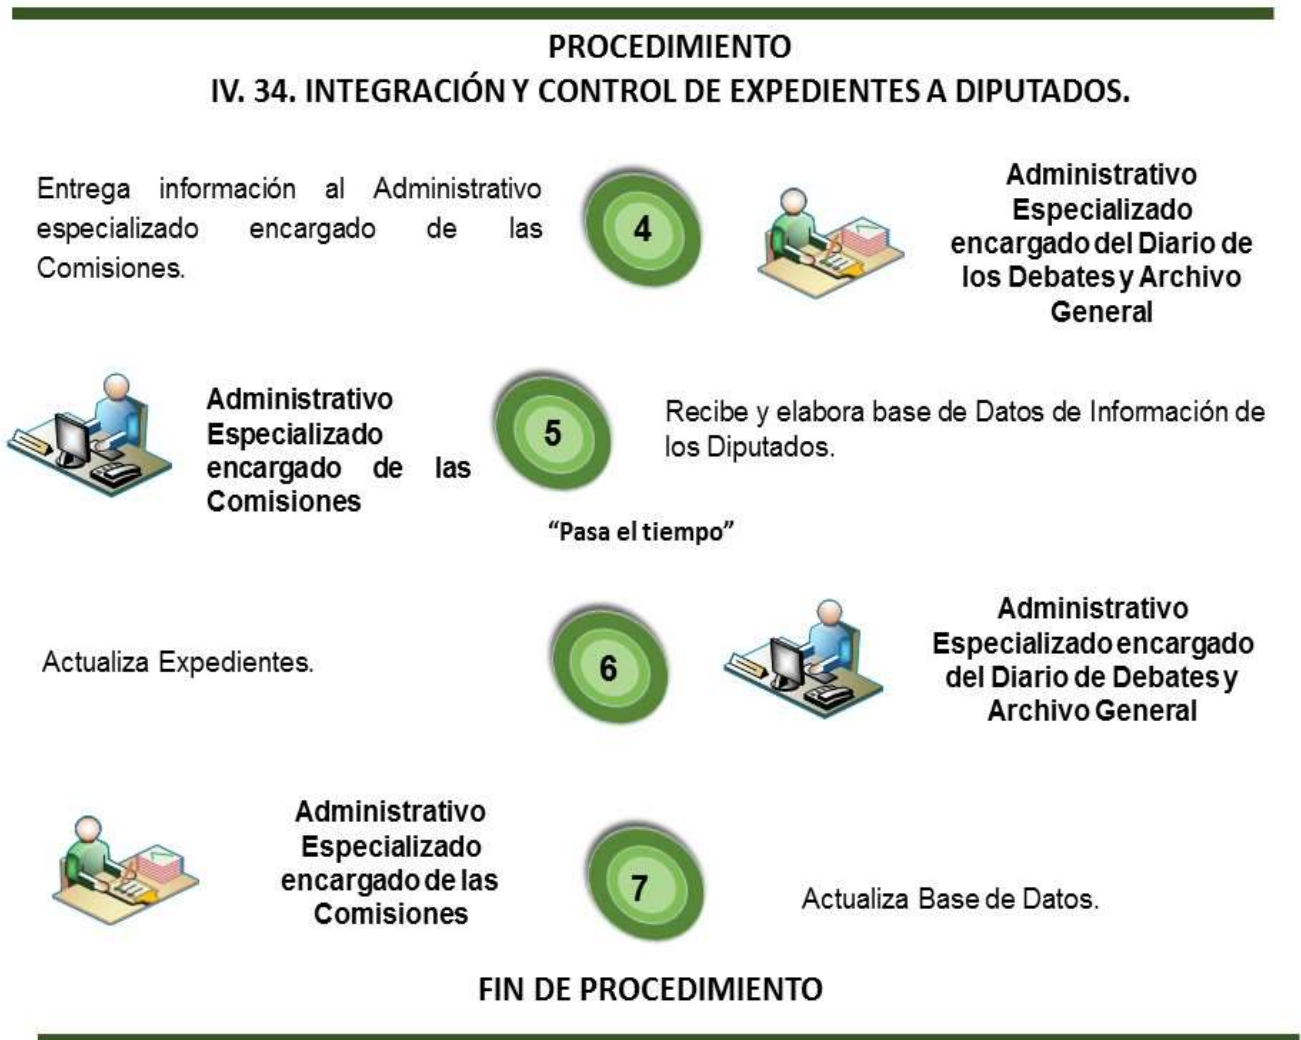 PROCEDIMIENTO
IV. 34. INTEGRACIÓN Y CONTROL DE EXPEDIENTES A DIPUTADOS.
Entrega información al Administrativo
especializado encargado de las
Comisiones.
4
Administrativo
Especializado
encargado del Diario de
los Debates y Archivo
General
Administrativo
Especializado
encargado de las
Comisiones
5
Recibe y elabora base de Datos de Información de
los Diputados.
“Pasa el tiempo”
Actualiza Expedientes.
6
Administrativo
Especializado encargado
del Diario de Debates y
Archivo General
Administrativo
Especializado
encargado de las
Comisiones
7
Actualiza Base de Datos.
FIN DE PROCEDIMIENTO